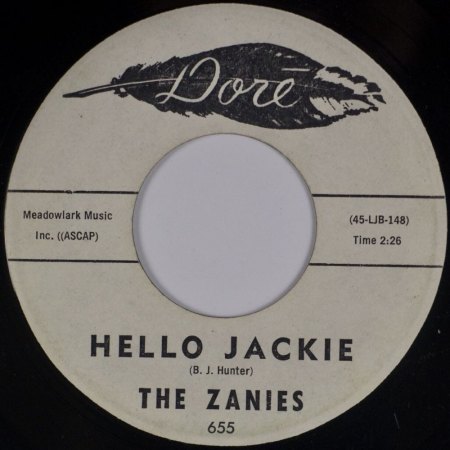 Doré
Meadowlark Music
Inc. ((ASCAP)
(45-LJB-148)
Time 2:26
HELLO JACKIE
(B. J. Hunter)
THE ZANIES
655